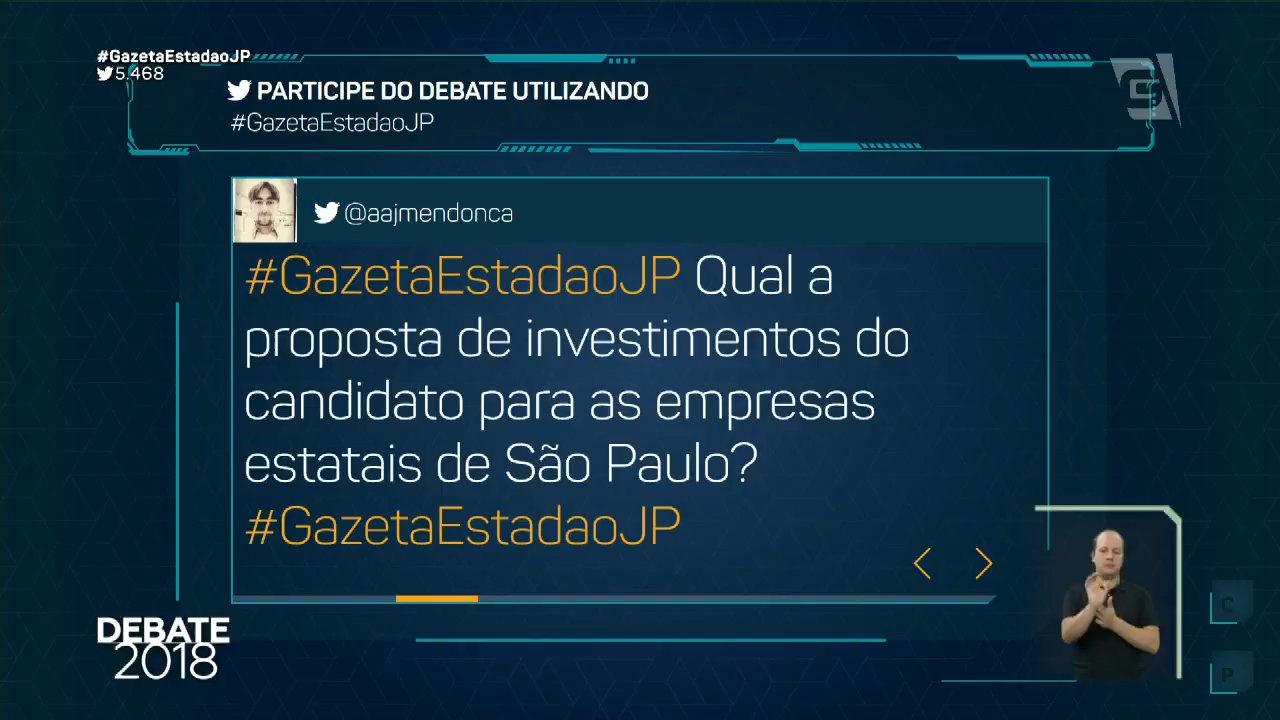 #GazetaEstadaoJP
5.468
PARTICIPE DO DEBATE UTILIZANDO
#GazetaEstadaoJP
@aajmendonca
#GazetaEstadaoJP Qual a
proposta de investimentos do
candidato para as empresas
estatais de São Paulo?
#GazetaEstadaoJP
DEBATE
2018
C
P